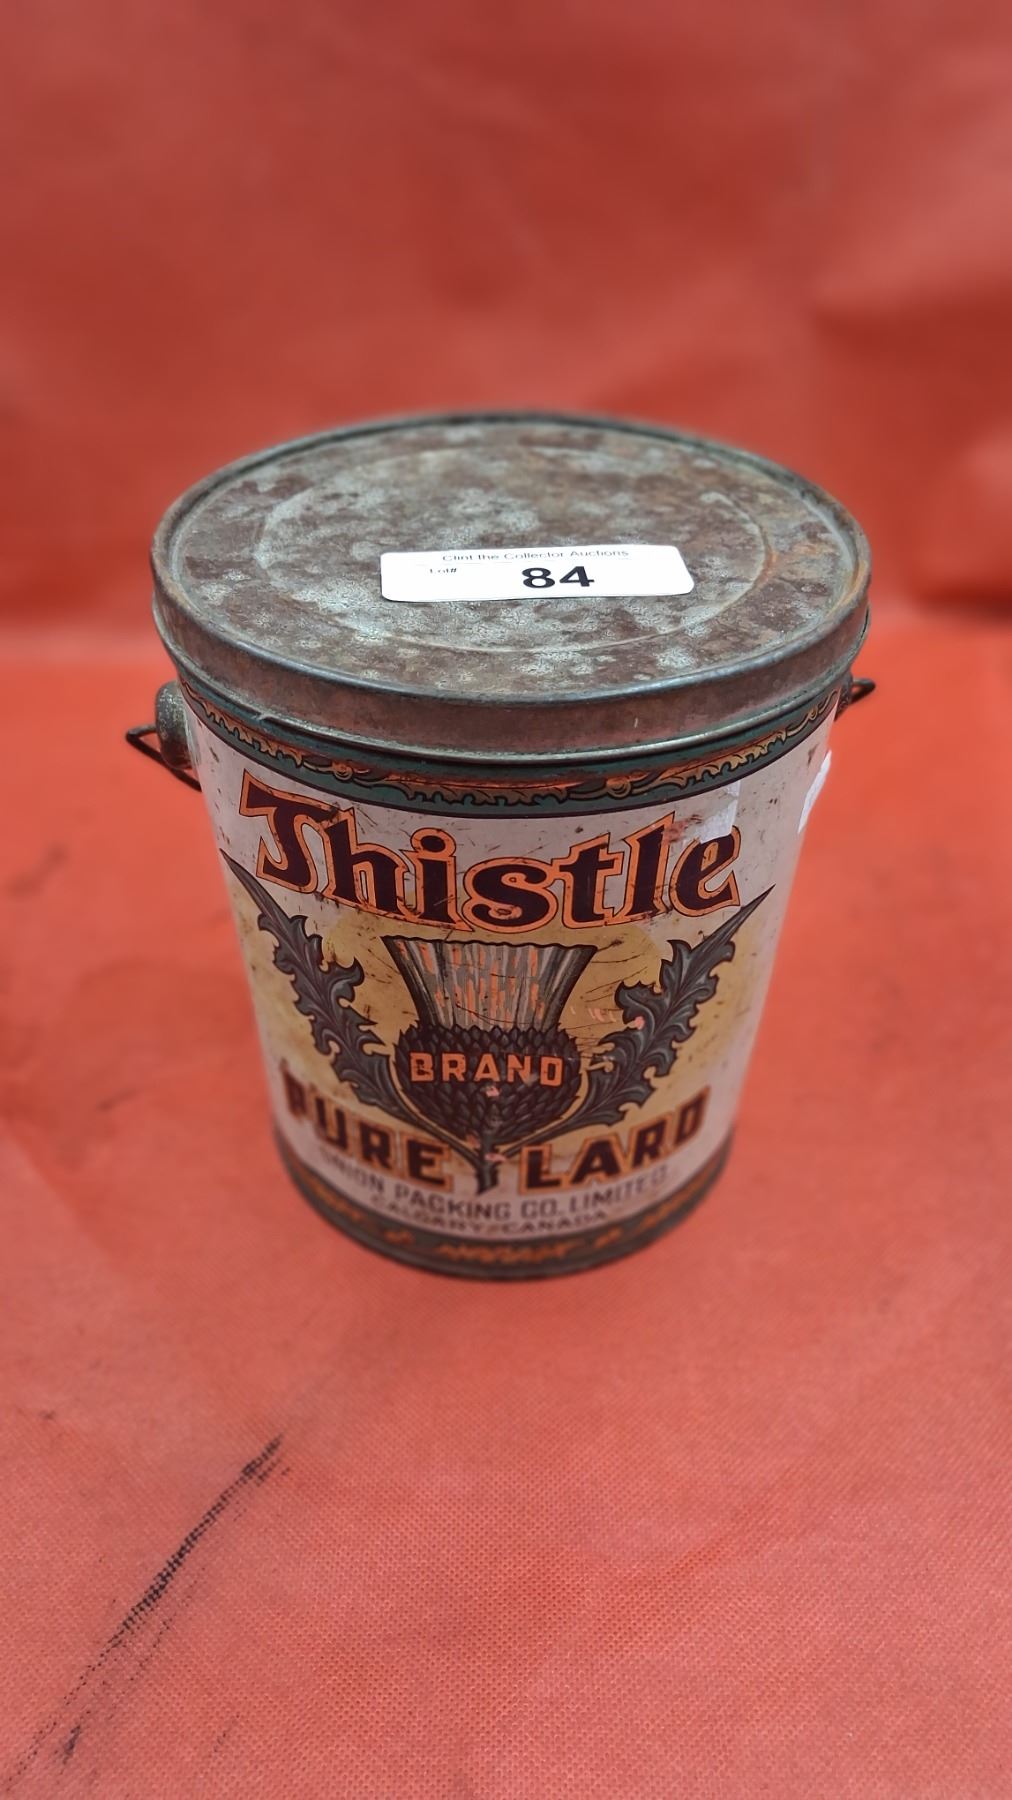 Clint the Collector Auctions
Lot# 84
Thistle
BRAND
PURE LARD
UNION PACKING CO. LIMITED
CALGARY CANADA